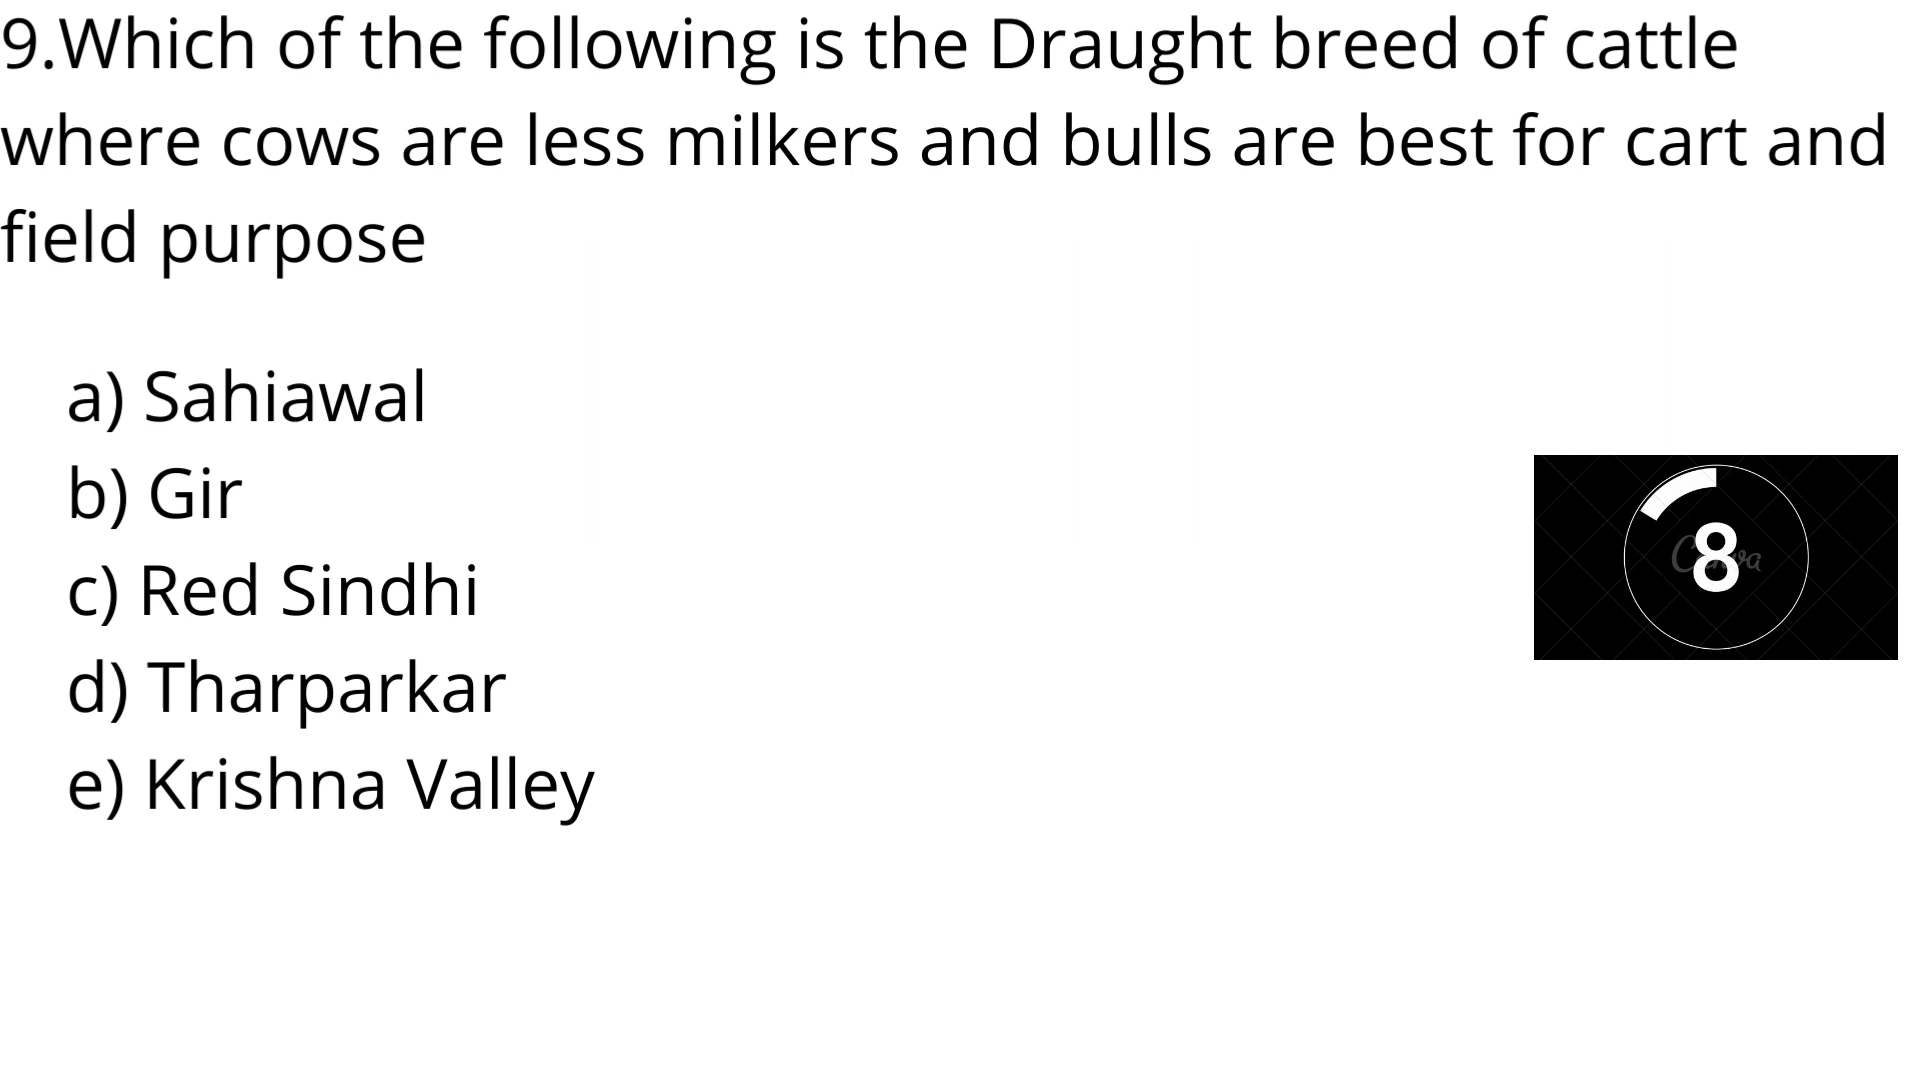 9.Which of the following is the Draught breed of cattle
where cows are less milkers and bulls are best for cart and
field purpose
a) Sahiawal
b) Gir
c) Red Sindhi
d) Tharparkar
e) Krishna Valley
8
Canva